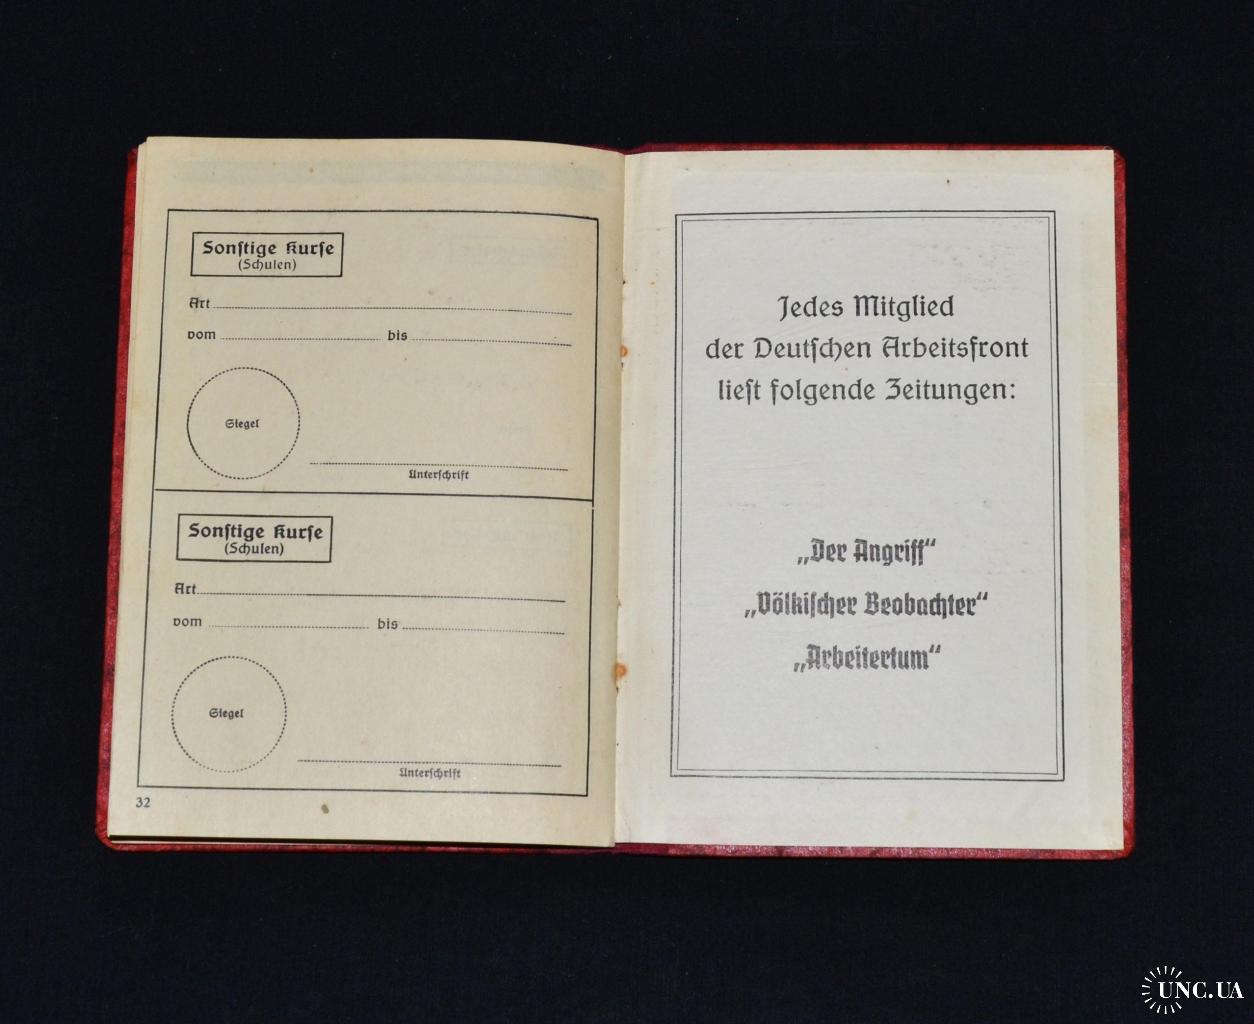 Sonſtige Kurſe
(Schulen)
Art
vom bis
Siegel
Unterſchrift
Sonſtige Kurſe
(Schulen)
Art
vom bis
Siegel
Unterſchrift
32
Jedes Mitglied
der Deutſchen Arbeitsfront
lieſt folgende Zeitungen:
„Der Angriff“
„Völkiſcher Beobachter“
„Arbeitertum“
UNC.UA